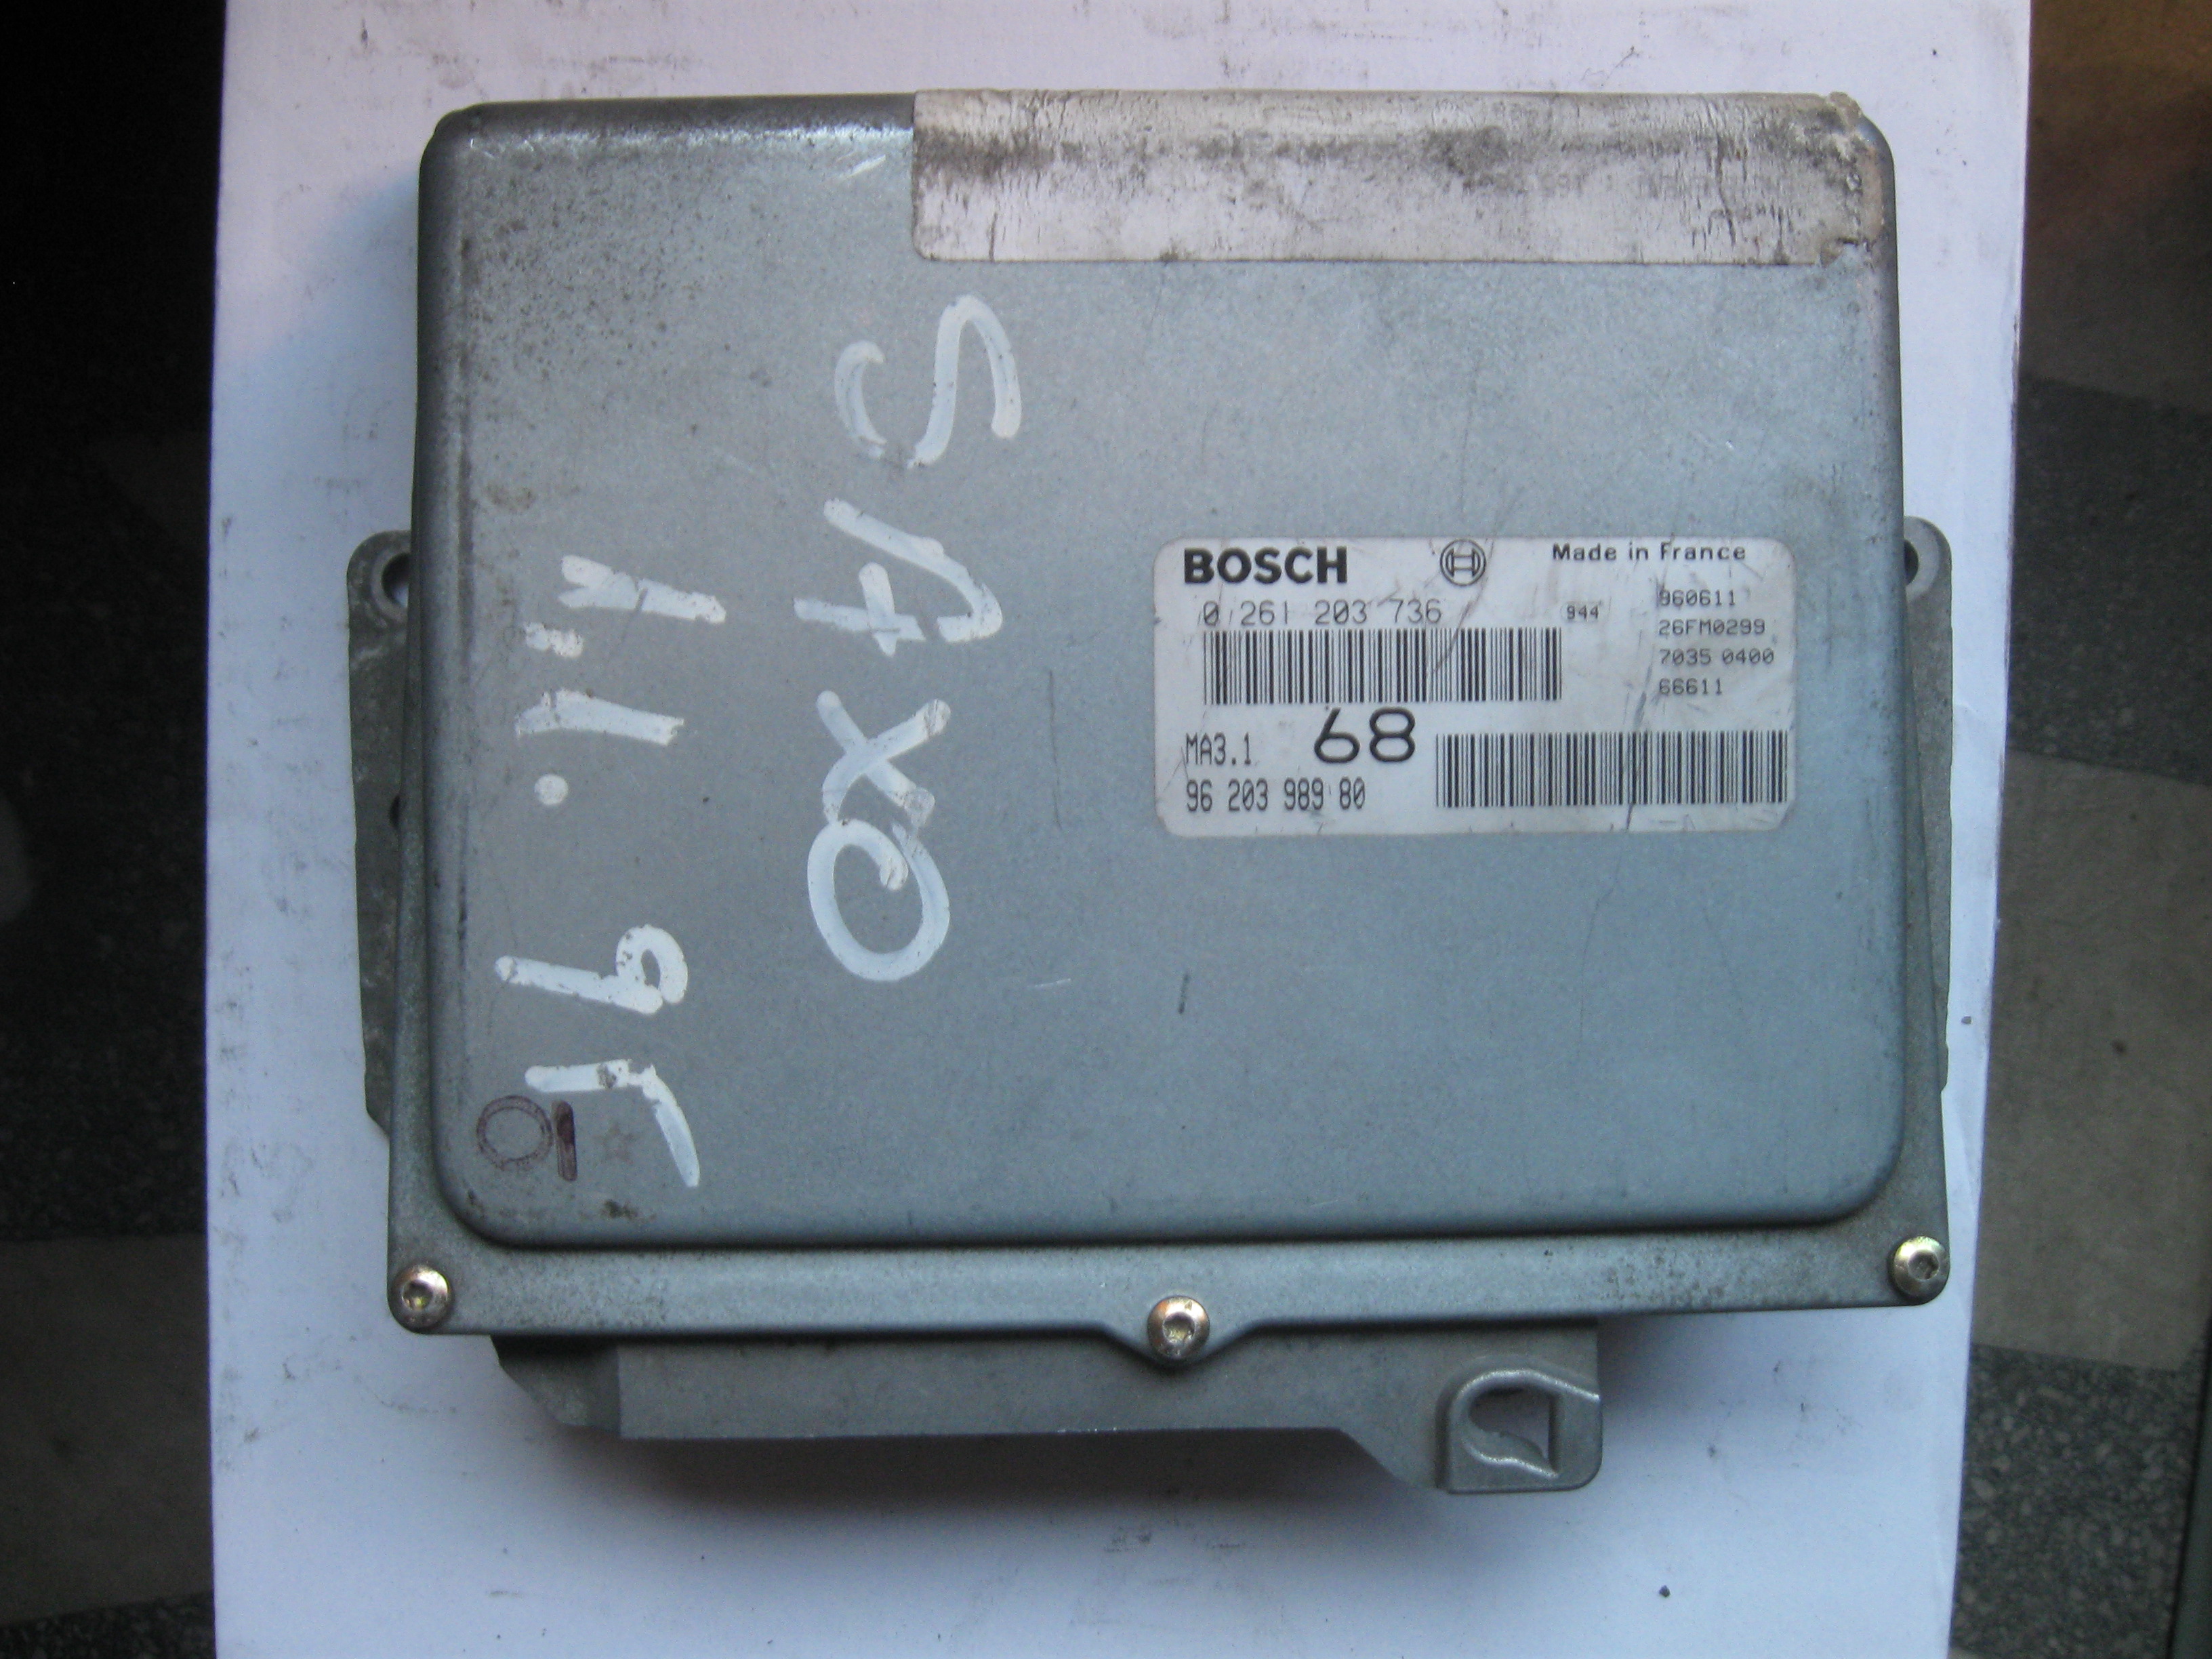 BOSCH
Made in France
0 261 203 736
944
960611
26FM0299
7035 0400
66611
MA3.1
68
96 203 989 80
SAXO
1.1i
95